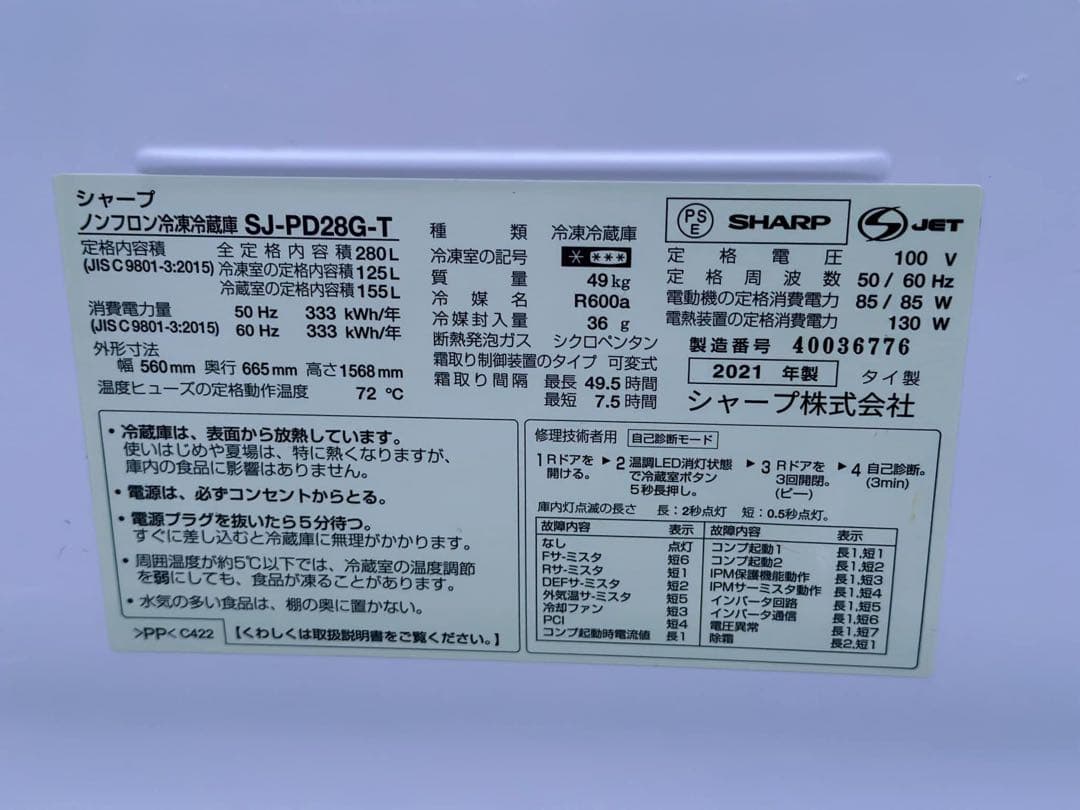 シャープ
ノンフロン冷凍冷蔵庫 SJ-PD28G-T
定格内容積 全定格内容積 280L
(JIS C 9801-3:2015) 冷凍室の定格内容積 125L
冷蔵室の定格内容積 155L
消費電力量 50 Hz 333 kWh/年
(JIS C 9801-3:2015) 60 Hz 333 kWh/年
外形寸法
幅 560mm 奥行 665mm 高さ1568mm
温度ヒューズの定格動作温度 72 ℃
種類 冷凍冷蔵庫
冷凍室の記号 * ***
質量 49kg
冷媒名 R600a
冷媒封入量 36 g
断熱発泡ガス シクロペンタン
霜取り制御装置のタイプ 可変式
霜取り間隔 最長 49.5 時間
最短 7.5 時間
PS E SHARP JET
定格電圧 100 V
定格周波数 50 / 60 Hz
電動機の定格消費電力 85 / 85 W
電熱装置の定格消費電力 130 W
製造番号 40036776
2021 年製 タイ製
シャープ株式会社
・冷蔵庫は、表面から放熱しています。
使いはじめや夏場は、特に熱くなりますが、
庫内の食品に影響はありません。
・電源は、必ずコンセントからとる。
・電源プラグを抜いたら5分待つ。
すぐに差し込むと冷蔵庫に無理がかかります。
・周囲温度が約5℃以下では、冷蔵室の温度調節
を弱にしても、食品が凍ることがあります。
・水気の多い食品は、棚の奥に置かない。
>PP< C422 【くわしくは取扱説明書をご覧ください。】
修理技術者用 自己診断モード
1 Rドアを開ける。 ▶ 2 温調LED消灯状態で冷蔵室ボタン5秒長押し。 ▶ 3 Rドアを3回開閉。(ピー) ▶ 4 自己診断。(3min)
庫内灯点滅の長さ 長：2秒点灯 短：0.5秒点灯。
故障内容 表示 故障内容 表示
なし 点灯 コンプ起動1 長1,短1
Fサ-ミスタ 短6 コンプ起動2 長1,短2
Rサ-ミスタ 短1 IPM保護機能動作 長1,短3
DEFサ-ミスタ 短2 IPMサーミスタ動作 長1,短4
外気温サ-ミスタ 短5 インバータ回路 長1,短5
冷却ファン 短3 インバータ通信 長1,短6
PCI 短4 電圧異常 長1,短7
コンプ起動時電流値 長1 除霜 長2,短1